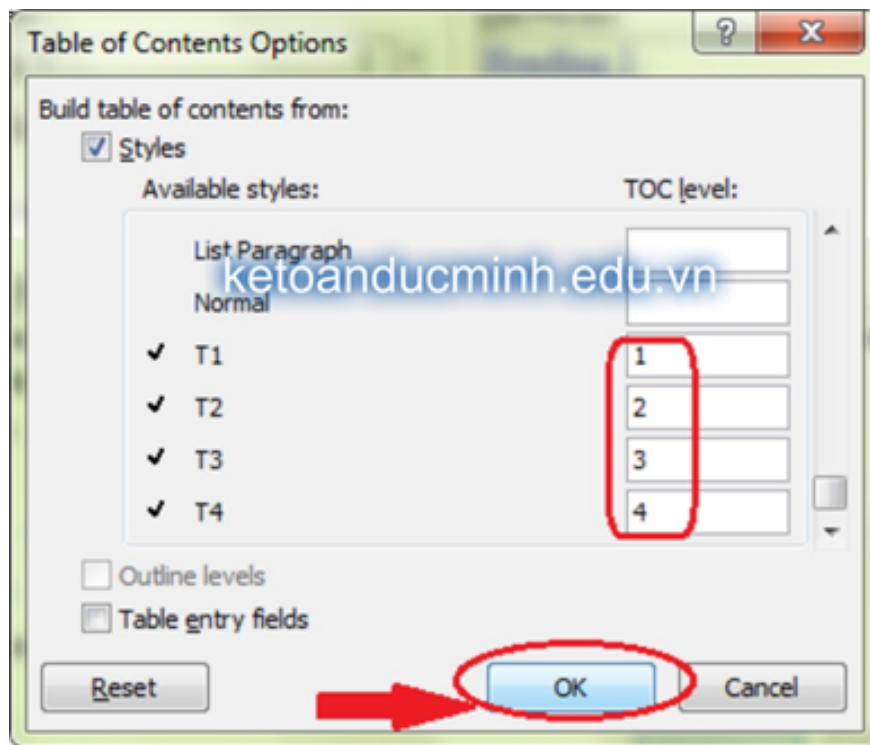 Table of Contents Options
Build table of contents from:
Styles
Available styles: TOC level:
List Paragraph
ketoanducminh.edu.vn
Normal
T1 1
T2 2
T3 3
T4 4
Outline levels
Table entry fields
Reset OK Cancel